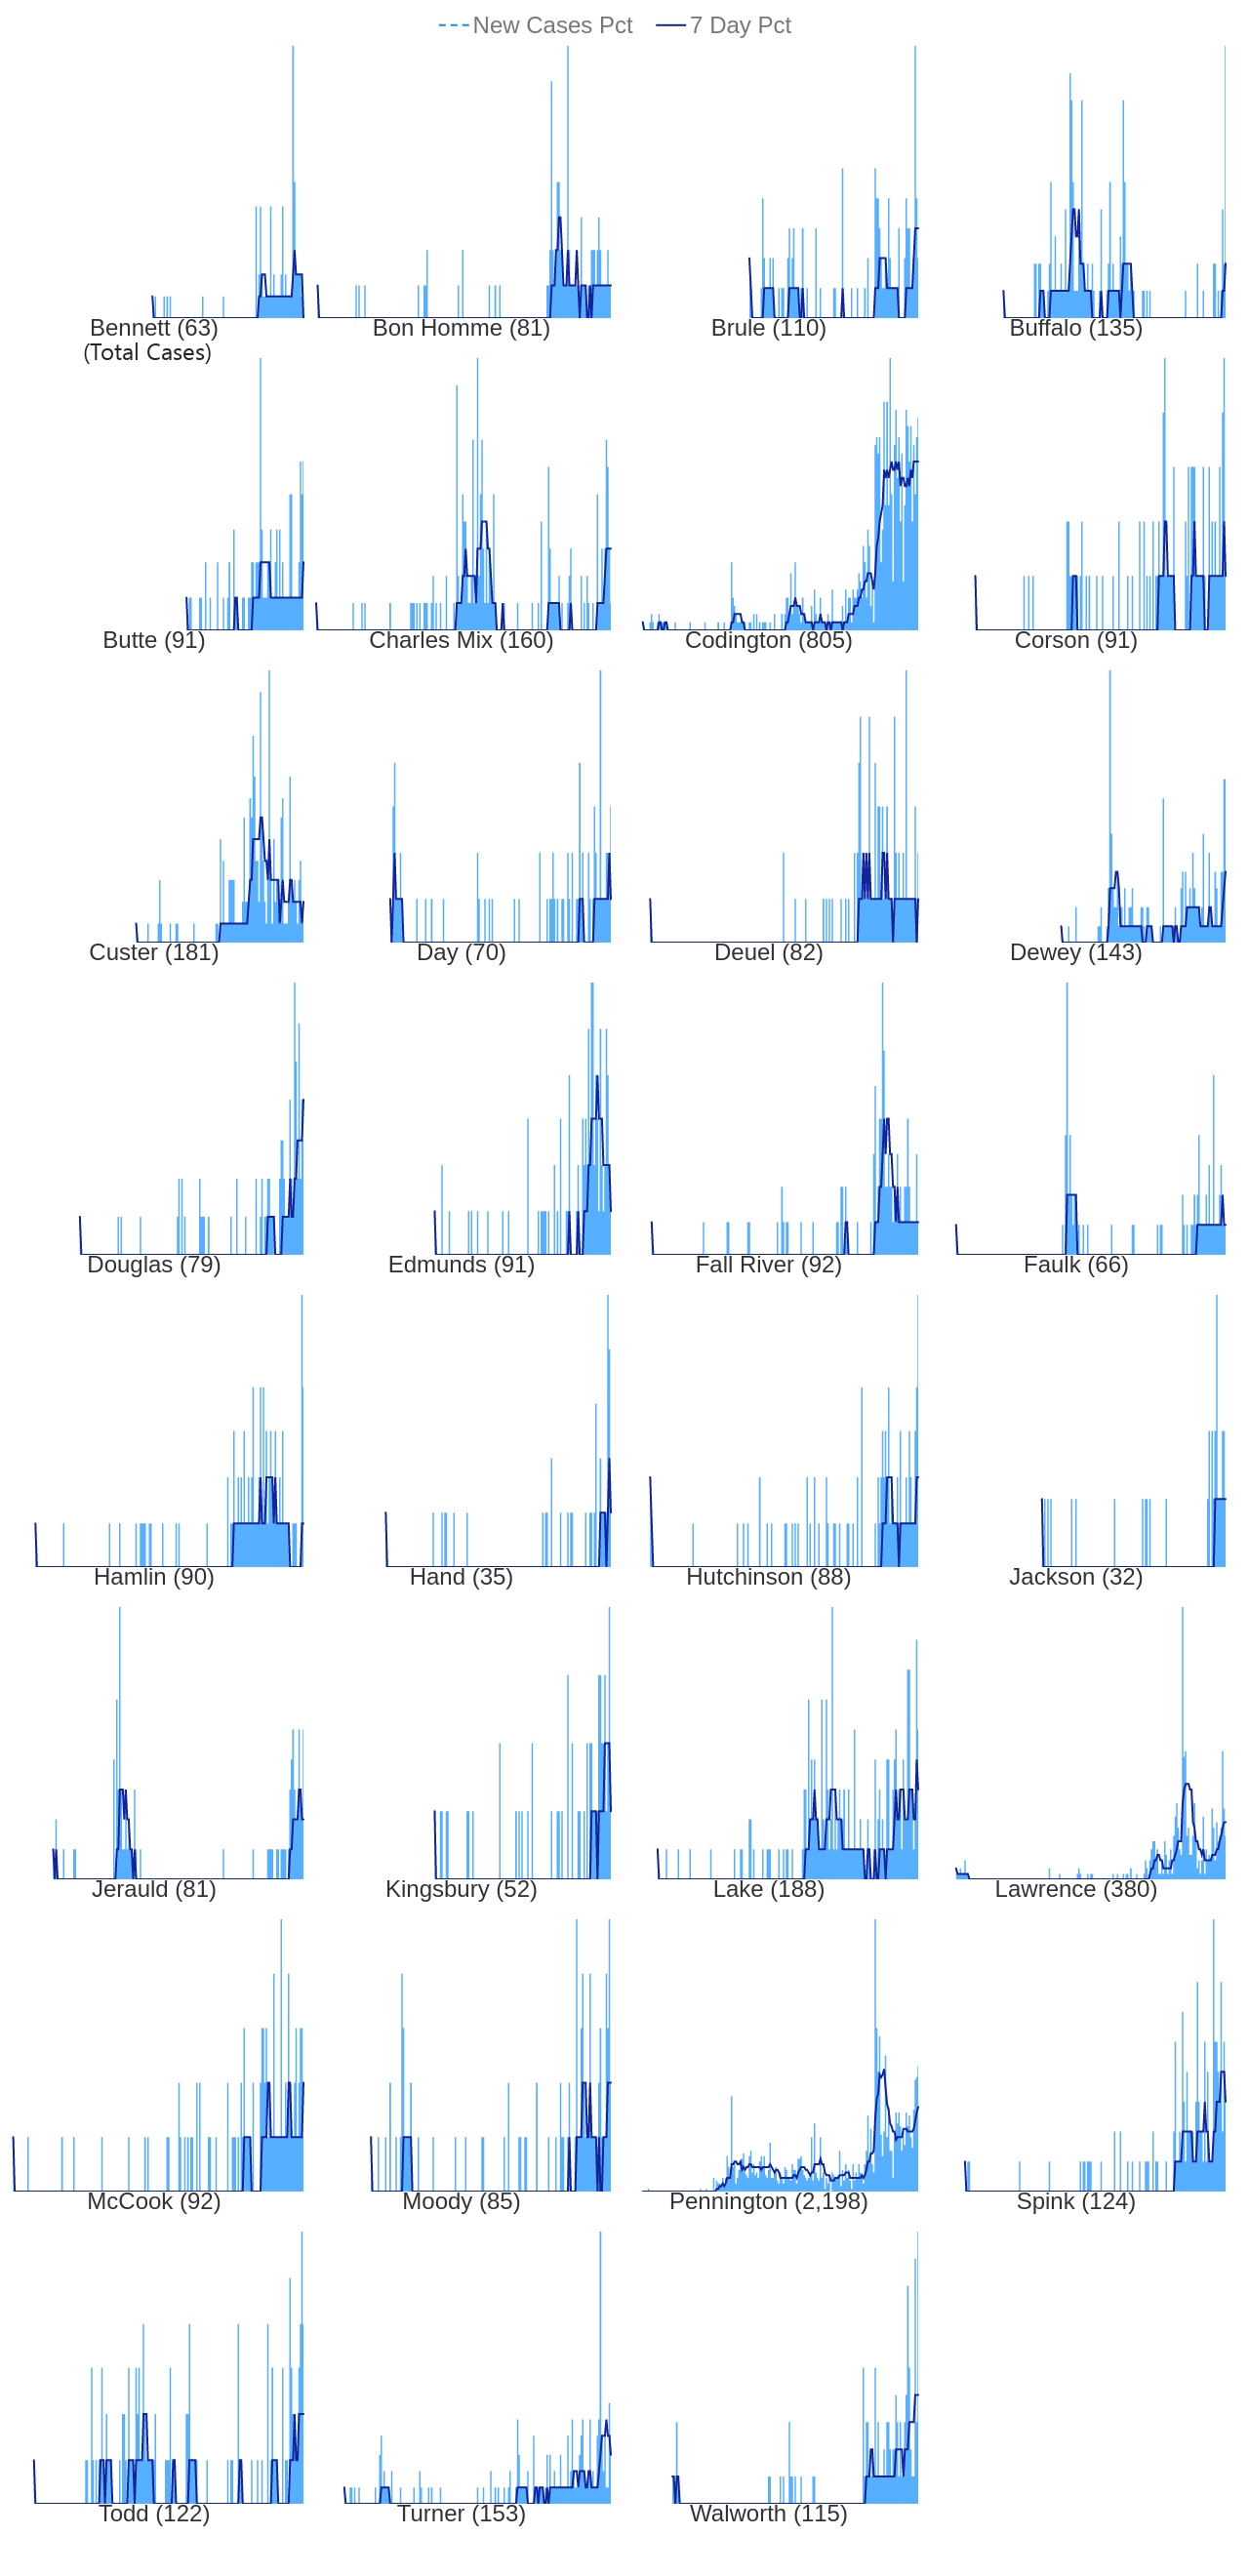 New Cases Pct 7 Day Pct
Bennett (63) Bon Homme (81) Brule (110) Buffalo (135)
(Total Cases)
Butte (91) Charles Mix (160) Codington (805) Corson (91)
Custer (181) Day (70) Deuel (82) Dewey (143)
Douglas (79) Edmunds (91) Fall River (92) Faulk (66)
Hamlin (90) Hand (35) Hutchinson (88) Jackson (32)
Jerauld (81) Kingsbury (52) Lake (188) Lawrence (380)
McCook (92) Moody (85) Pennington (2,198) Spink (124)
Todd (122) Turner (153) Walworth (115)